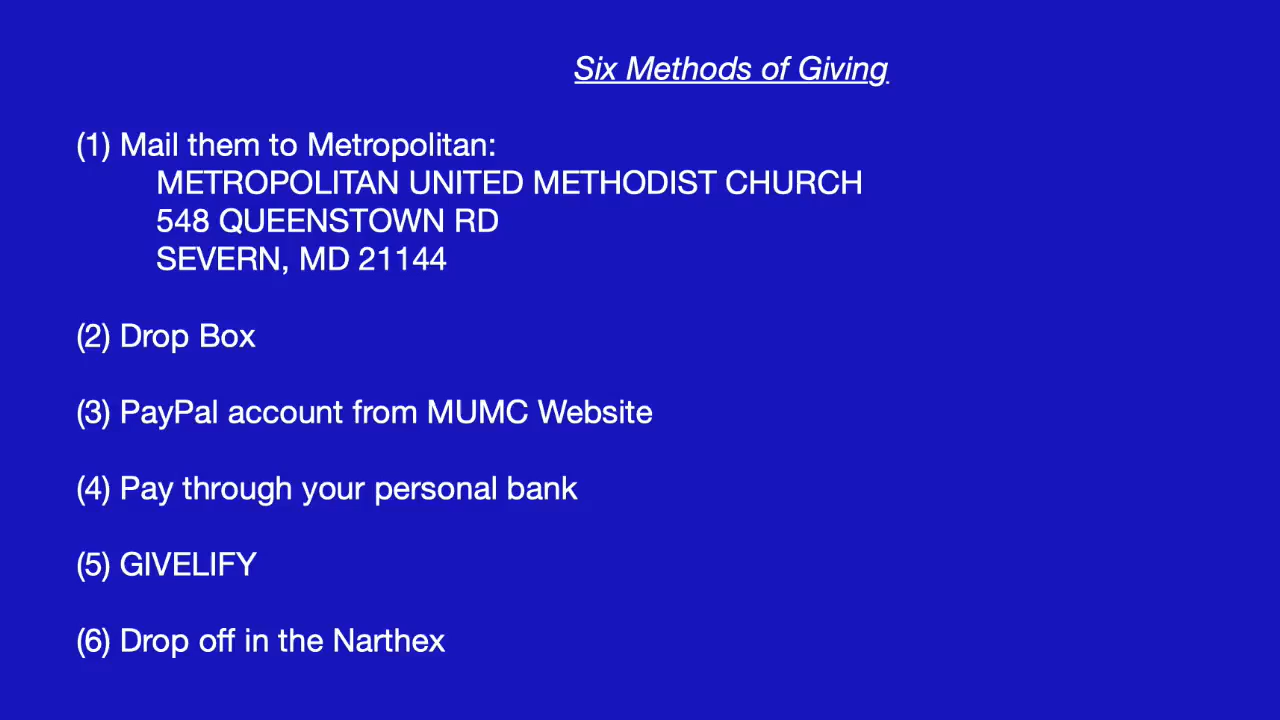 Six Methods of Giving
(1) Mail them to Metropolitan:
METROPOLITAN UNITED METHODIST CHURCH
548 QUEENSTOWN RD
SEVERN, MD 21144
(2) Drop Box
(3) PayPal account from MUMC Website
(4) Pay through your personal bank
(5) GIVELIFY
(6) Drop off in the Narthex